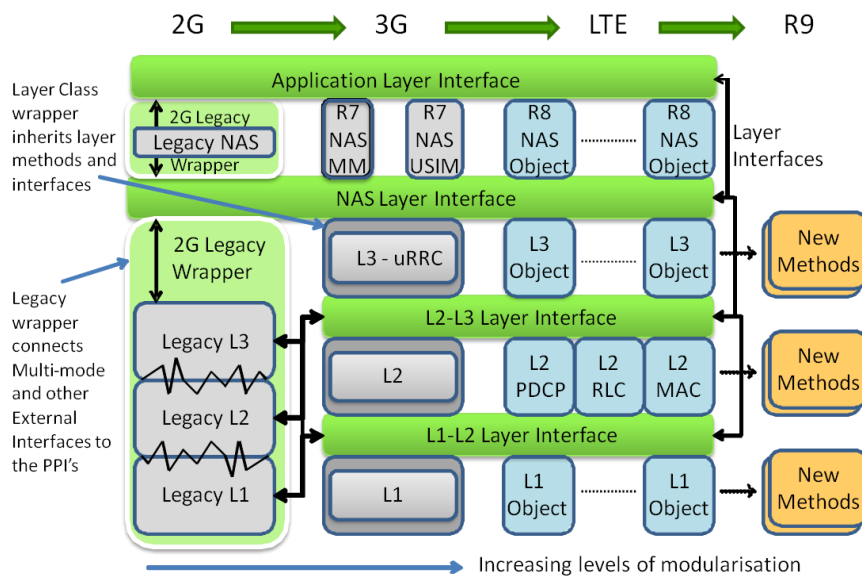 2G
3G
LTE
R9
Application Layer Interface
Layer Class
wrapper
inherits layer
methods and
interfaces
2G Legacy
Legacy NAS
Wrapper
R7
NAS
MM
R7
NAS
USIM
R8
NAS
Object
R8
NAS
Object
Layer
Interfaces
NAS Layer Interface
2G Legacy
Wrapper
L3 - uRRC
L3
Object
L3
Object
New
Methods
Legacy
wrapper
connects
Multi-mode
and other
External
Interfaces to
the PPI's
L2-L3 Layer Interface
Legacy L3
L2
L2
PDCP
L2
RLC
L2
MAC
New
Methods
Legacy L2
L1-L2 Layer Interface
Legacy L1
L1
L1
Object
L1
Object
New
Methods
Increasing levels of modularisation